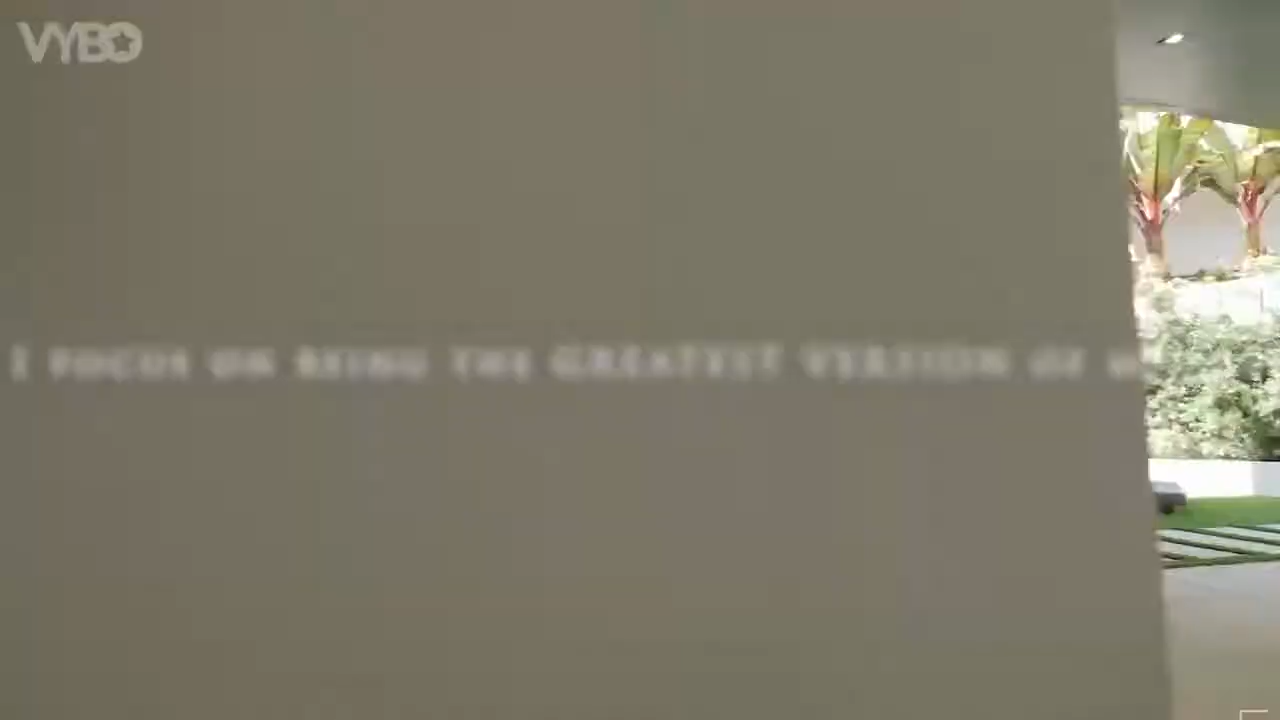 VYBO
I FOCUS ON BEING THE GREATEST VERSION OF